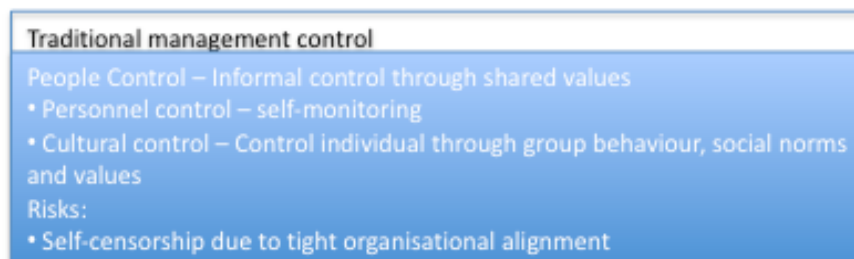 Traditional management control
People Control – Informal control through shared values
• Personnel control – self-monitoring
• Cultural control – Control individual through group behaviour, social norms
and values
Risks:
• Self-censorship due to tight organisational alignment